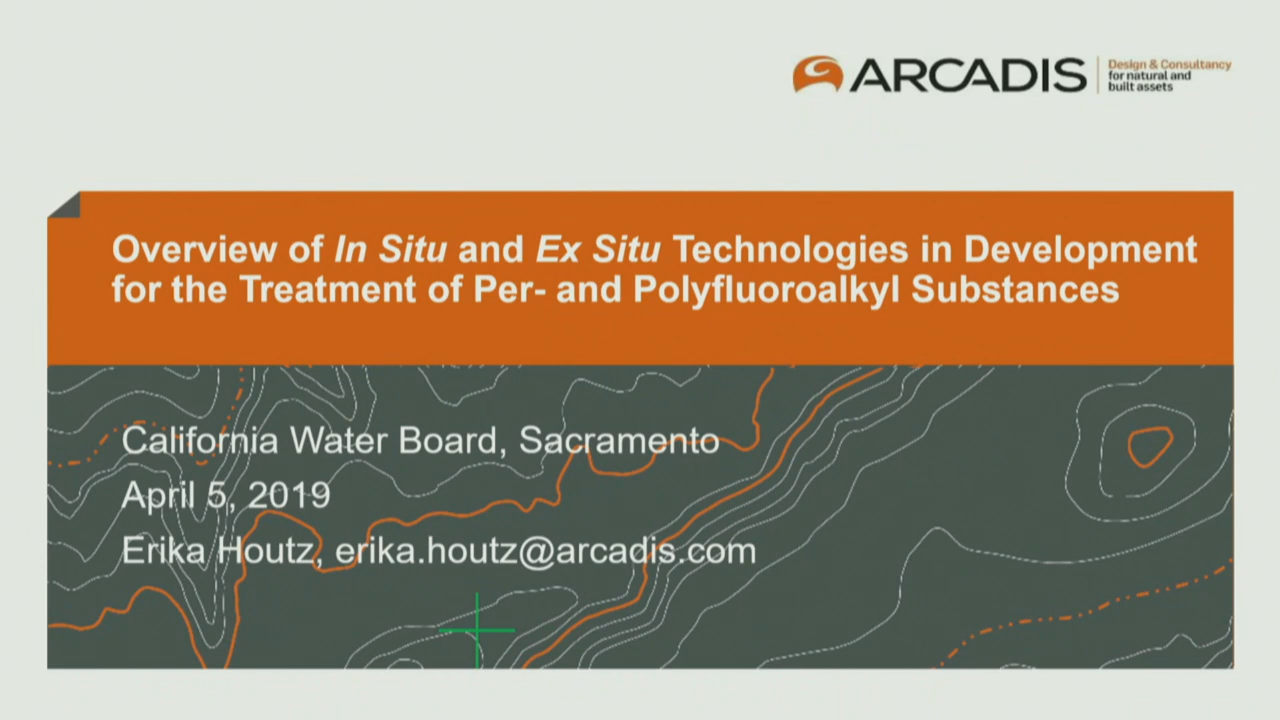 ARCADIS
Design & Consultancy
for natural and
built assets
Overview of In Situ and Ex Situ Technologies in Development
for the Treatment of Per- and Polyfluoroalkyl Substances
California Water Board, Sacramento
April 5, 2019
Erika Houtz, erika.houtz@arcadis.com